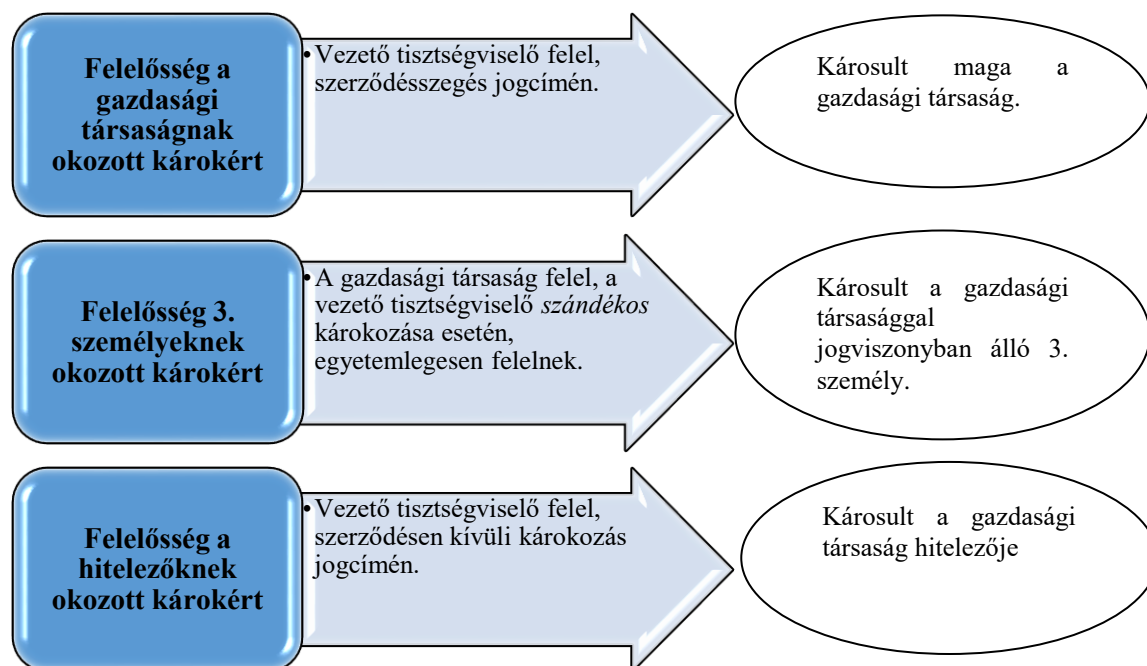 Felelősség a
gazdasági
társaságnak
okozott károkért
•Vezető tisztségviselő felel,
szerződésszegés jogcímén.
Károsult maga a
gazdasági társaság.
Felelősség 3.
személyeknek
okozott károkért
•A gazdasági társaság felel, a
vezető tisztségviselő szándékos
károkozása esetén,
egyetemlegesen felelnek.
Károsult a gazdasági
társasággal
jogviszonyban álló 3.
személy.
Felelősség a
hitelezőknek
okozott károkért
•Vezető tisztségviselő felel,
szerződésen kívüli károkozás
jogcímén.
Károsult a gazdasági
társaság hitelezője